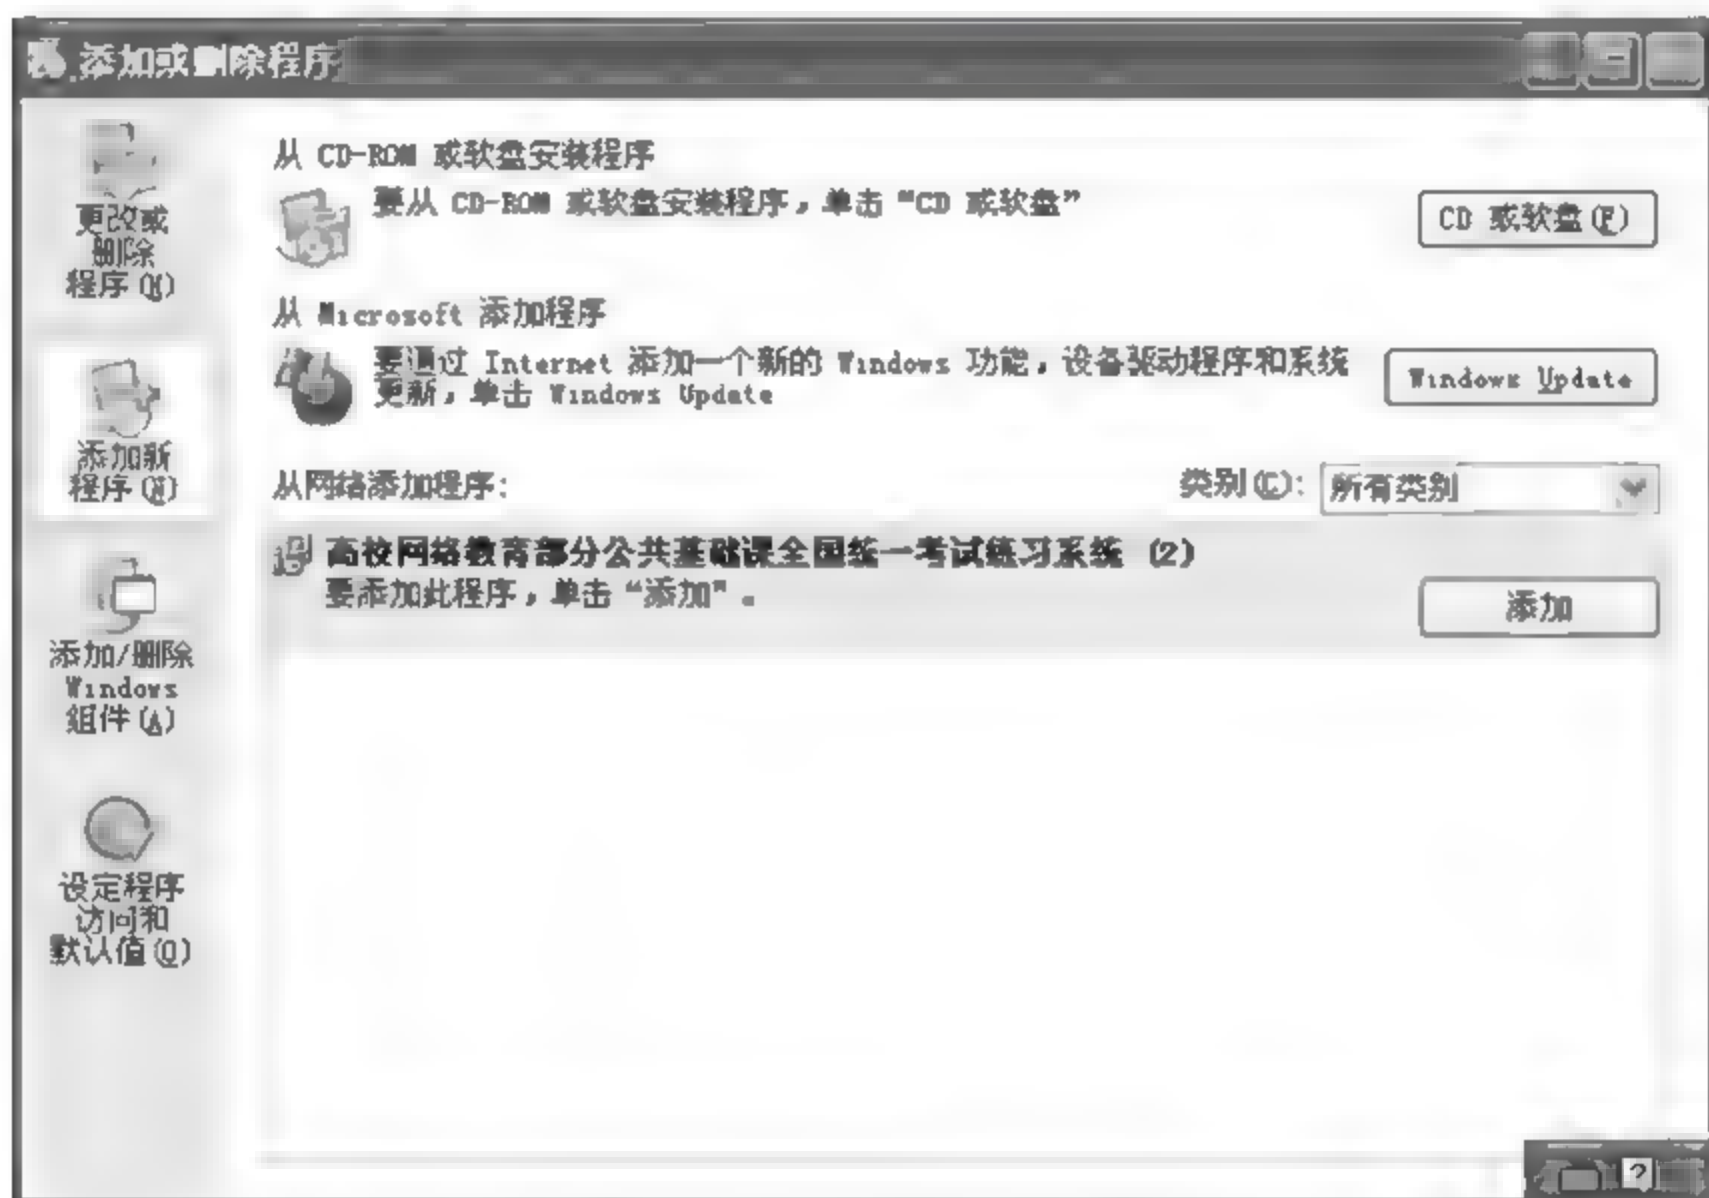 添加或删除程序
更改或
删除
程序(H)
添加新
程序(N)
添加/删除
Windows
组件(A)
设定程序
访问和
默认值(O)
从 CD-ROM 或软盘安装程序
要从 CD-ROM 或软盘安装程序，单击“CD 或软盘”
CD 或软盘(F)
从 Microsoft 添加程序
要通过 Internet 添加一个新的 Windows 功能，设备驱动程序和系统
更新，单击 Windows Update
Windows Update
从网络添加程序:
类别(C):
所有类别
高校网络教育部分公共基础课全国统一考试练习系统 (2)
要添加此程序，单击“添加”。
添加
?